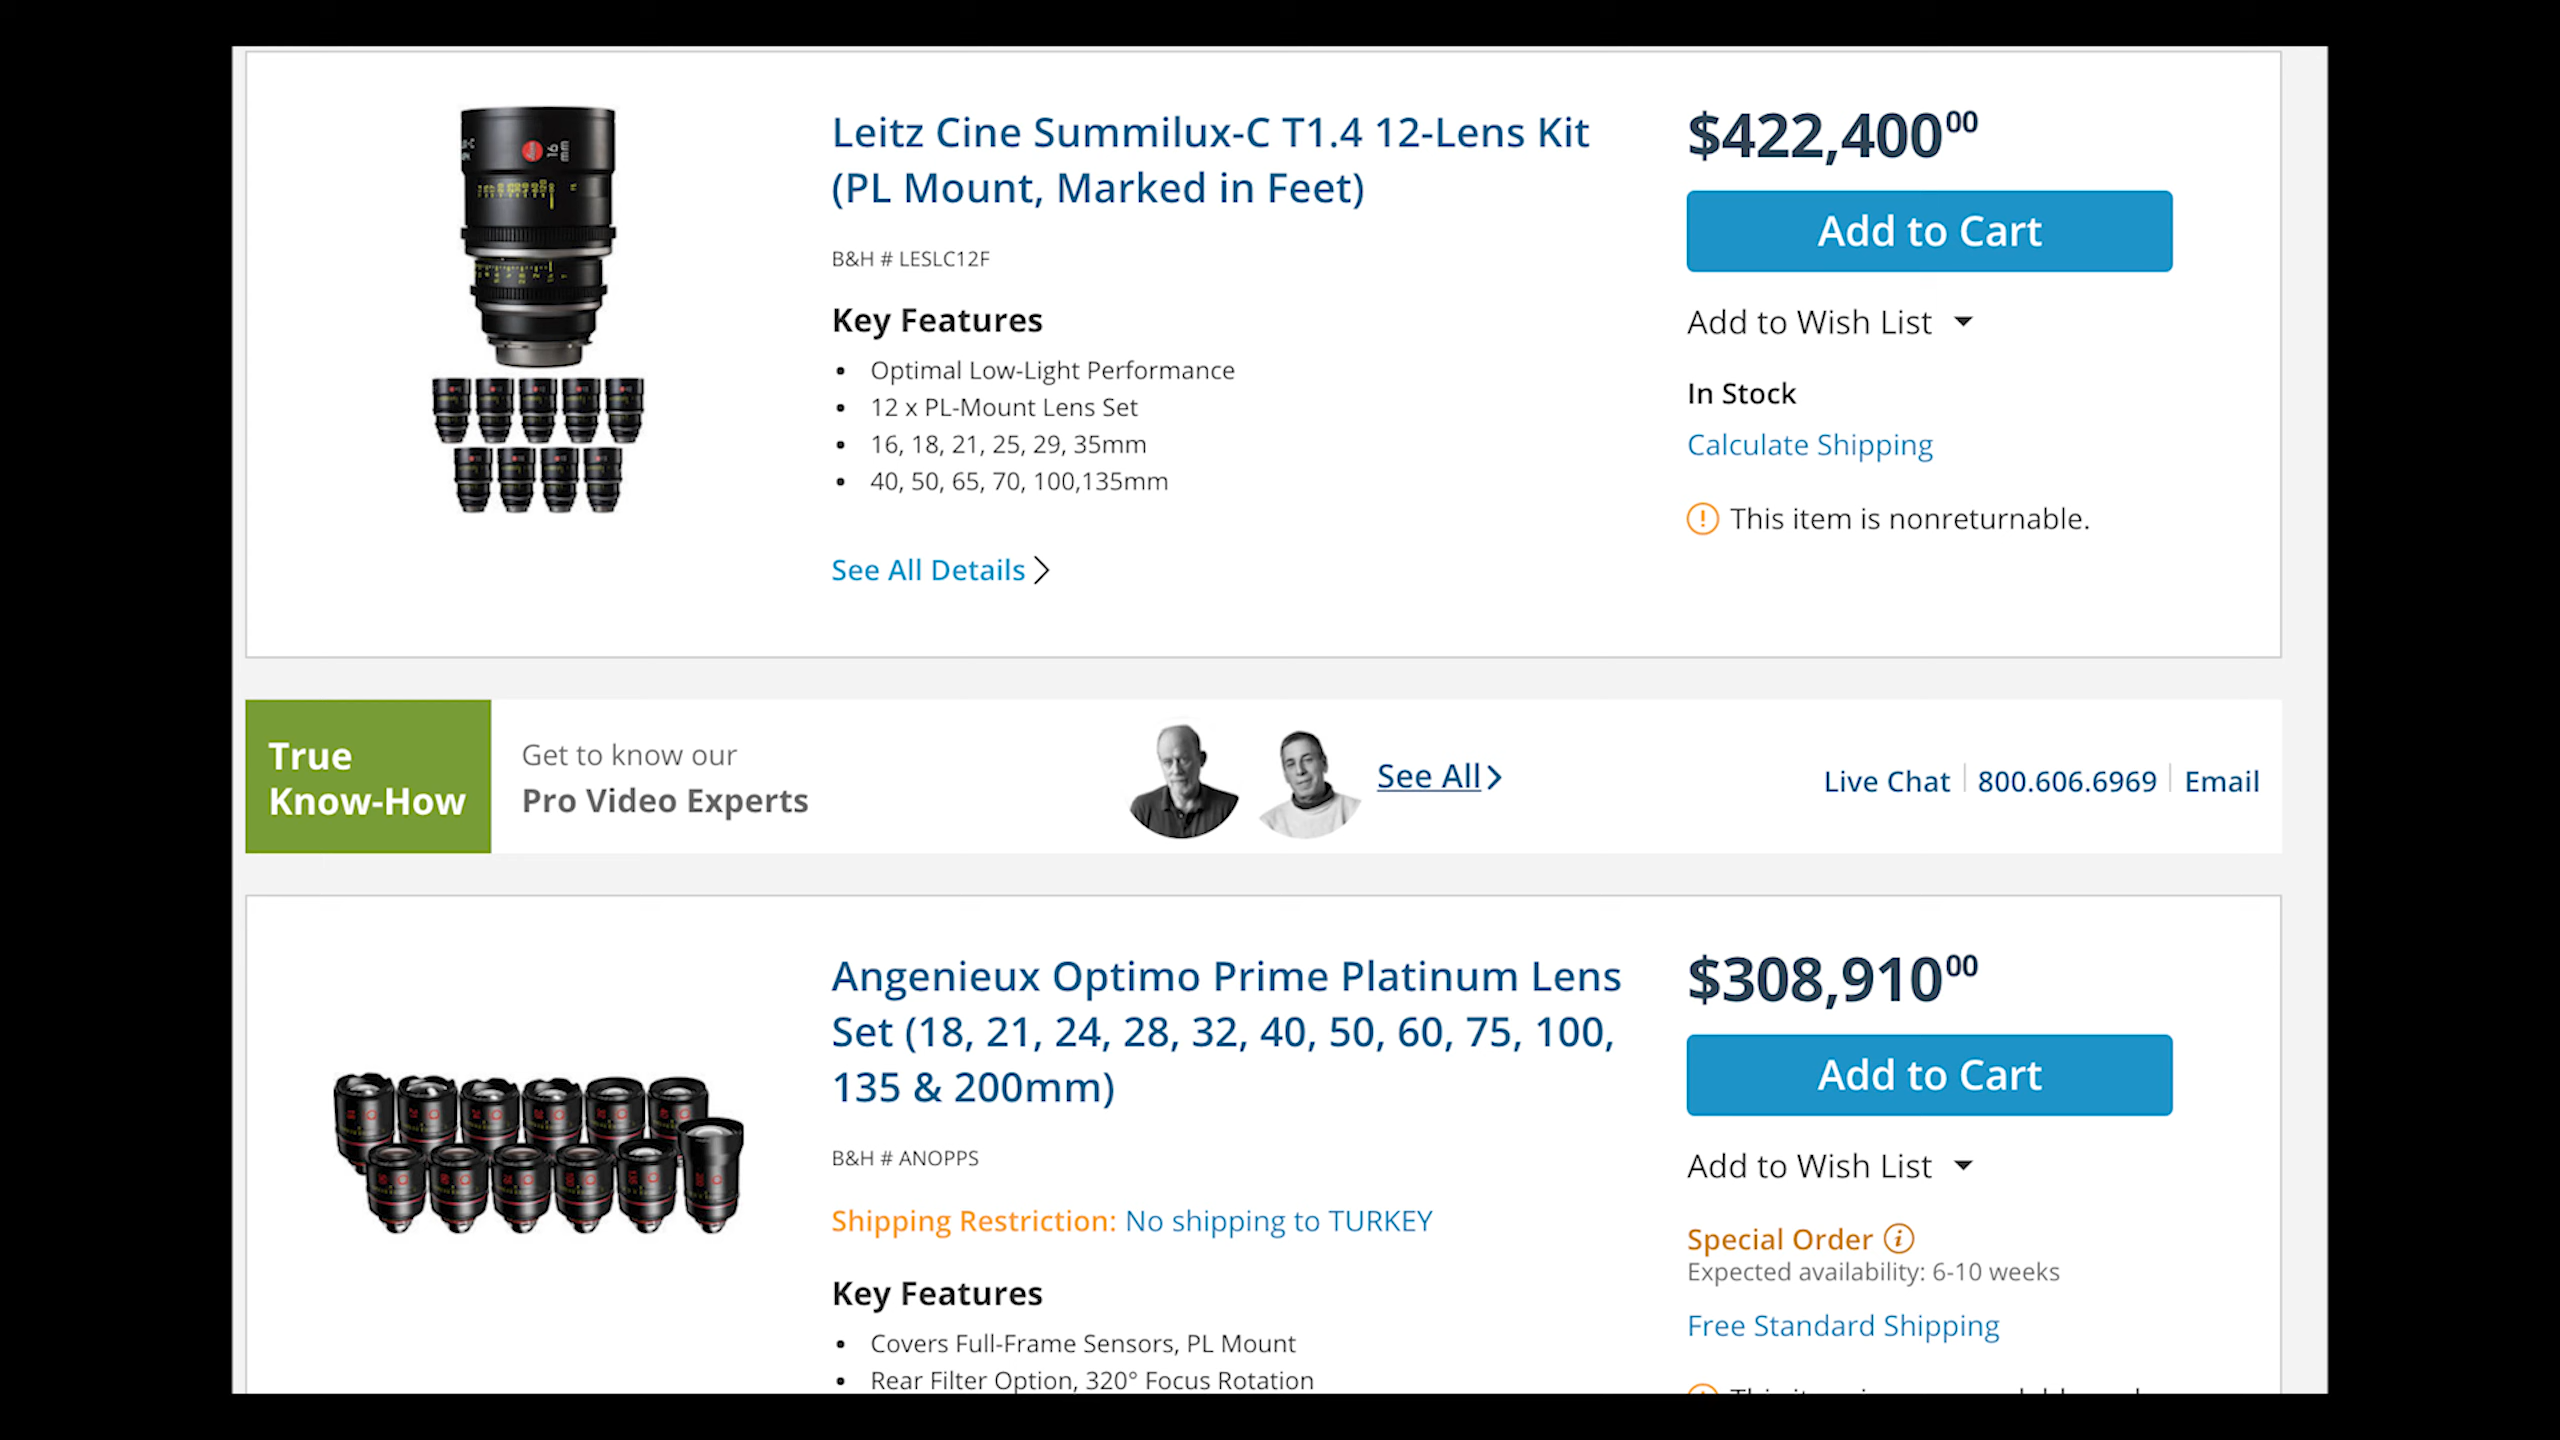 Leitz Cine Summilux-C T1.4 12-Lens Kit
(PL Mount, Marked in Feet)
B&H # LESLC12F
Key Features
• Optimal Low-Light Performance
• 12 x PL-Mount Lens Set
• 16, 18, 21, 25, 29, 35mm
• 40, 50, 65, 70, 100,135mm
See All Details
$422,400.00
Add to Cart
Add to Wish List
In Stock
Calculate Shipping
This item is nonreturnable.
16
mm
True
Know-How
Get to know our
Pro Video Experts
See All
Live Chat
800.606.6969
Email
Angenieux Optimo Prime Platinum Lens
Set (18, 21, 24, 28, 32, 40, 50, 60, 75, 100,
135 & 200mm)
B&H # ANOPPS
Shipping Restriction: No shipping to TURKEY
Key Features
• Covers Full-Frame Sensors, PL Mount
• Rear Filter Option, 320° Focus Rotation
$308,910.00
Add to Cart
Add to Wish List
Special Order
Expected availability: 6-10 weeks
Free Standard Shipping